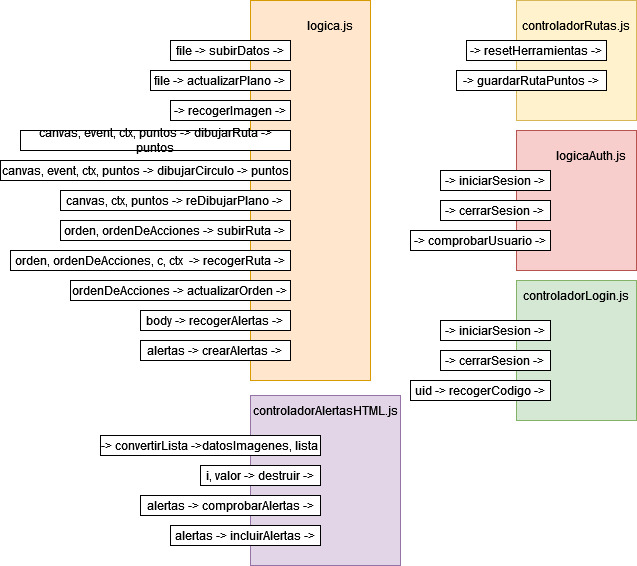 logica.js
file -> subirDatos ->
file -> actualizarPlano ->
-> recogerImagen ->
canvas, event, ctx, puntos -> dibujarRuta ->
puntos
canvas, event, ctx, puntos -> dibujarCirculo -> puntos
canvas, ctx, puntos -> reDibujarPlano ->
orden, ordenDeAcciones -> subirRuta ->
orden, ordenDeAcciones, c, ctx -> recogerRuta ->
ordenDeAcciones -> actualizarOrden ->
body -> recogerAlertas ->
alertas -> crearAlertas ->
controladorRutas.js
-> resetHerramientas ->
-> guardarRutaPuntos ->
logicaAuth.js
-> iniciarSesion ->
-> cerrarSesion ->
-> comprobarUsuario ->
controladorLogin.js
-> iniciarSesion ->
-> cerrarSesion ->
uid -> recogerCodigo ->
controladorAlertasHTML.js
-> convertirLista ->datosImagenes, lista
i, valor -> destruir ->
alertas -> comprobarAlertas ->
alertas -> incluirAlertas ->